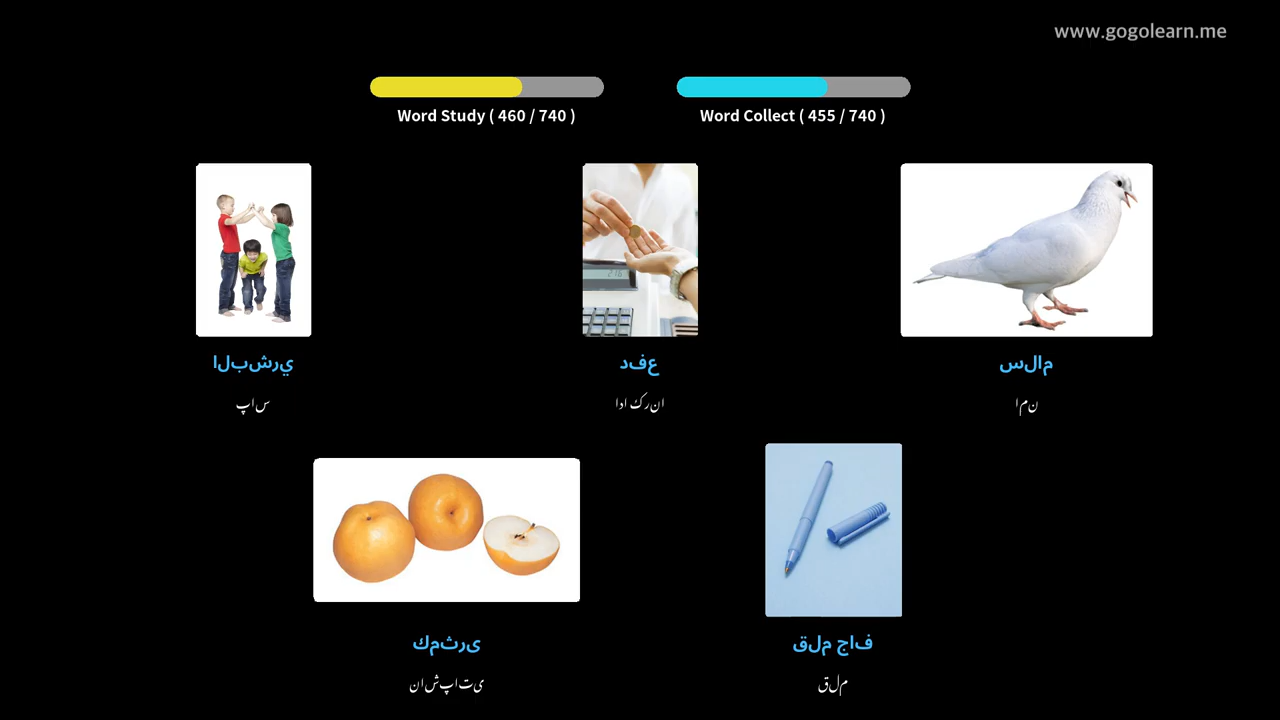 www.gogolearn.me
Word Study ( 460 / 740 )
Word Collect ( 455 / 740 )
البشري
دفع
سلام
پاس
ادا کرنا
امن
كمثرى
قلم جاف
ناشپاتی
قلم